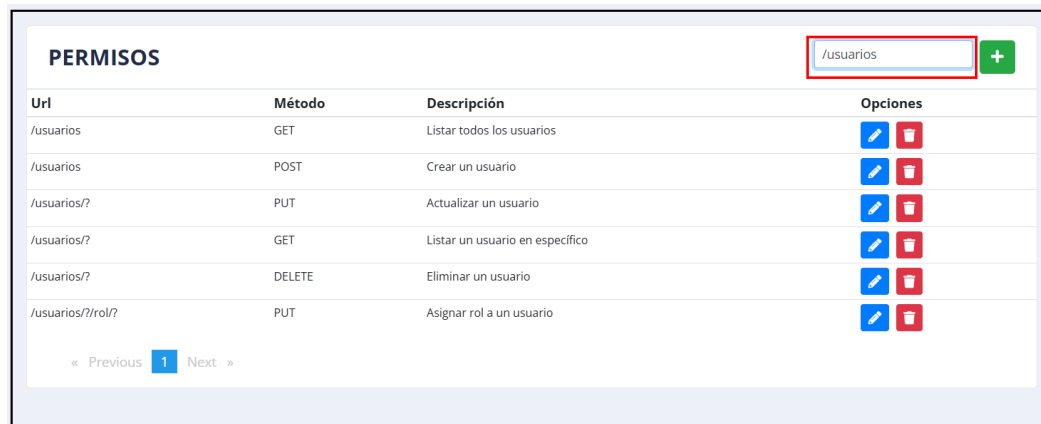 PERMISOS /usuarios +
Url Método Descripción Opciones
/usuarios GET Listar todos los usuarios
/usuarios POST Crear un usuario
/usuarios/? PUT Actualizar un usuario
/usuarios/? GET Listar un usuario en específico
/usuarios/? DELETE Eliminar un usuario
/usuarios/?/rol/? PUT Asignar rol a un usuario
« Previous 1 Next »